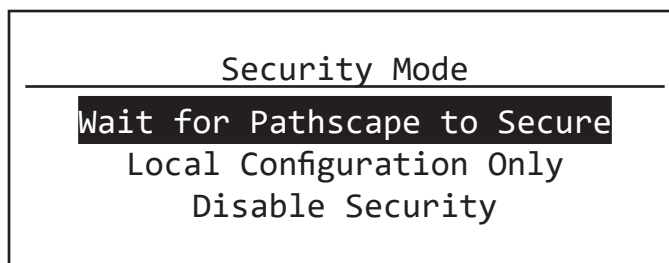 Security Mode
Wait for Pathscape to Secure
Local Configuration Only
Disable Security